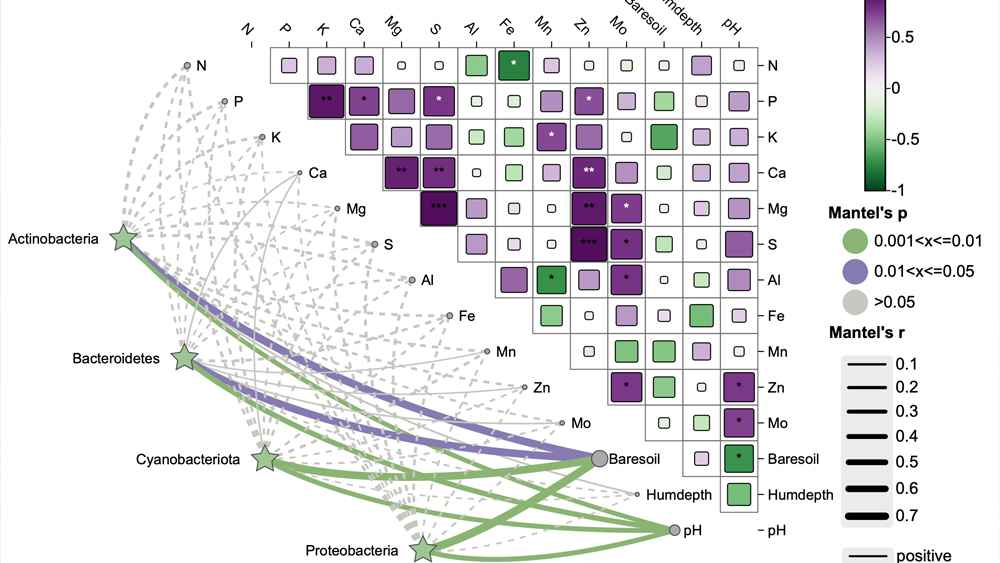 N P K Ca Mg S Al Fe Mn Zn Mo Baresoil Humdepth pH
0.5
0
-0.5
-1
N * N
P ** * * * P
K * K
Ca ** ** ** Ca
Mg *** ** * Mg
S *** * S
Al * * Al
Fe Fe
Mn Mn
Zn * * Zn
Mo * Mo
Baresoil * Baresoil
Humdepth Humdepth
pH pH
Actinobacteria
Bacteroidetes
Cyanobacteriota
Proteobacteria
Mantel's p
0.001<x<=0.01
0.01<x<=0.05
>0.05
Mantel's r
0.1
0.2
0.3
0.4
0.5
0.6
0.7
positive